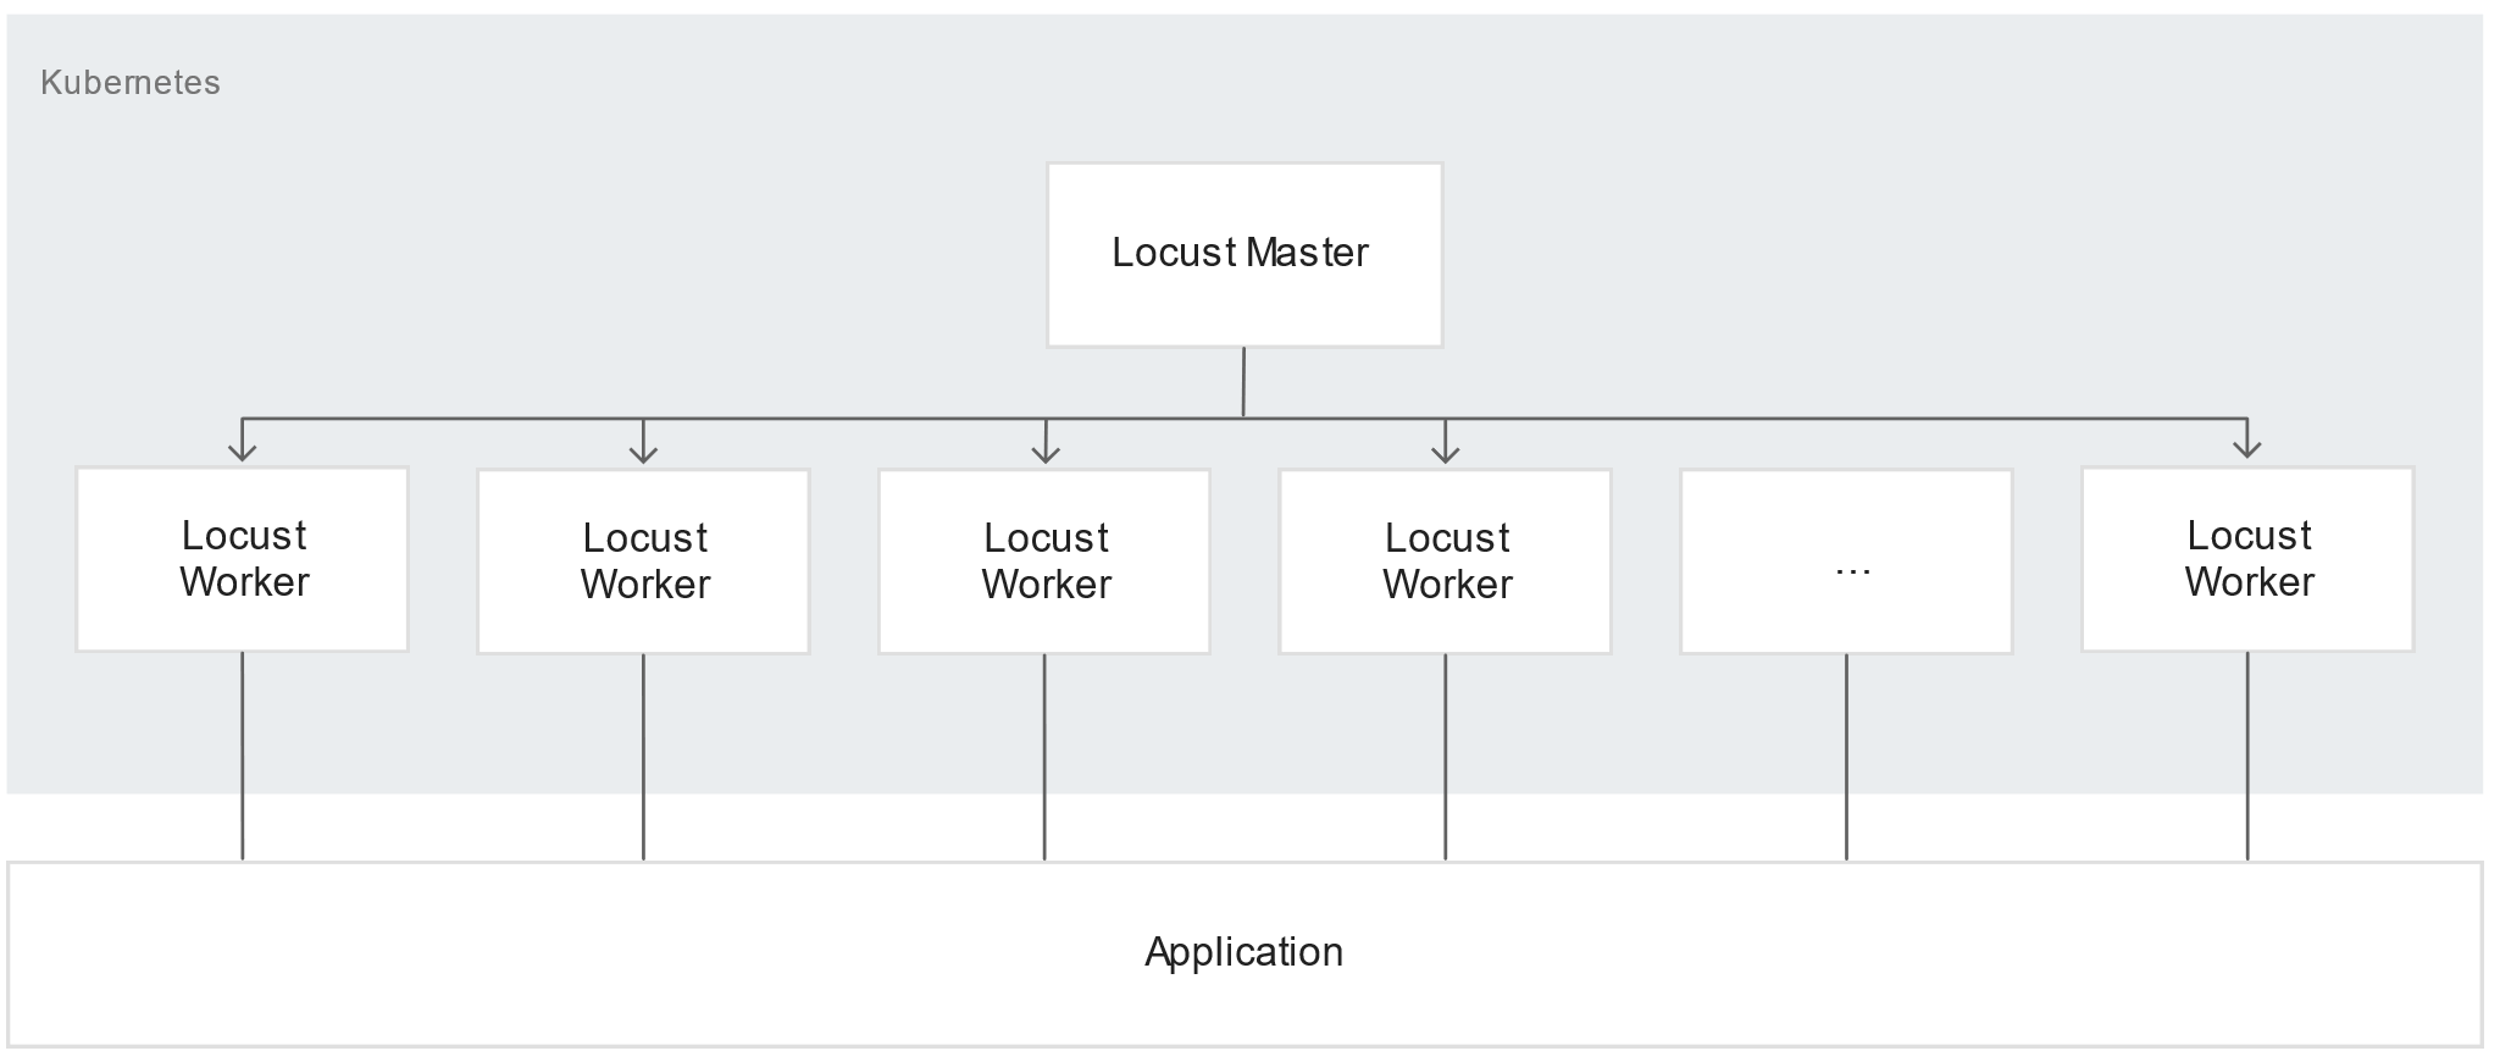 Kubernetes
Locust Master
Locust
Worker
Locust
Worker
Locust
Worker
Locust
Worker
...
Locust
Worker
Application